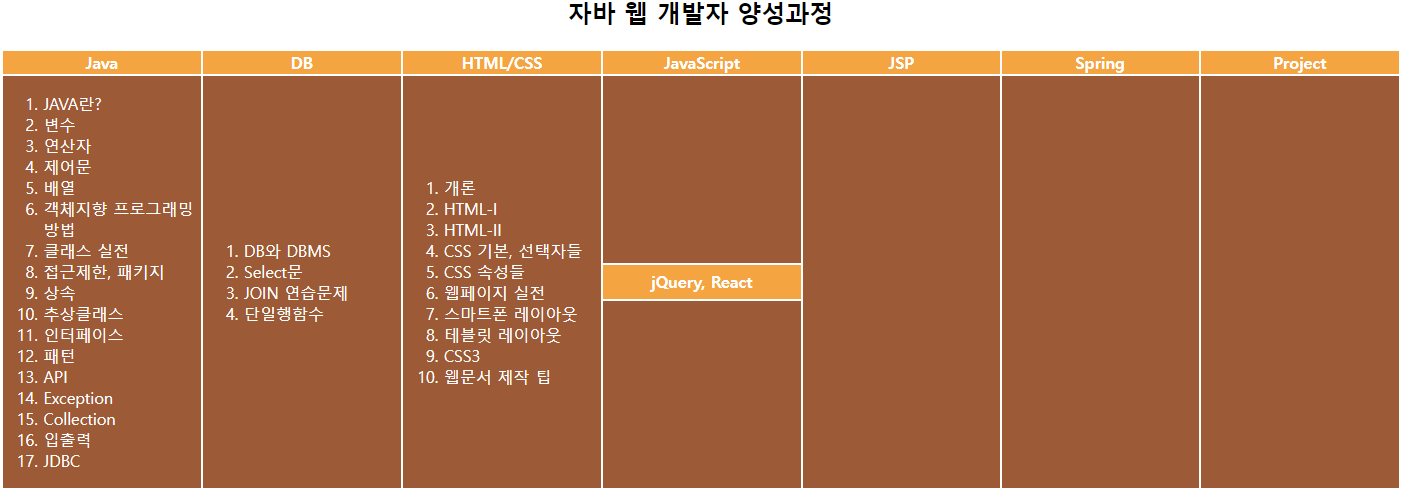 자바 웹 개발자 양성과정
Java
DB
HTML/CSS
JavaScript
JSP
Spring
Project
1. JAVA란?
2. 변수
3. 연산자
4. 제어문
5. 배열
6. 객체지향 프로그래밍
방법
7. 클래스 실전
8. 접근제한, 패키지
9. 상속
10. 추상클래스
11. 인터페이스
12. 패턴
13. API
14. Exception
15. Collection
16. 입출력
17. JDBC
1. DB와 DBMS
2. Select문
3. JOIN 연습문제
4. 단일행함수
1. 개론
2. HTML-I
3. HTML-II
4. CSS 기본, 선택자들
5. CSS 속성들
6. 웹페이지 실전
7. 스마트폰 레이아웃
8. 테블릿 레이아웃
9. CSS3
10. 웹문서 제작 팁
jQuery, React